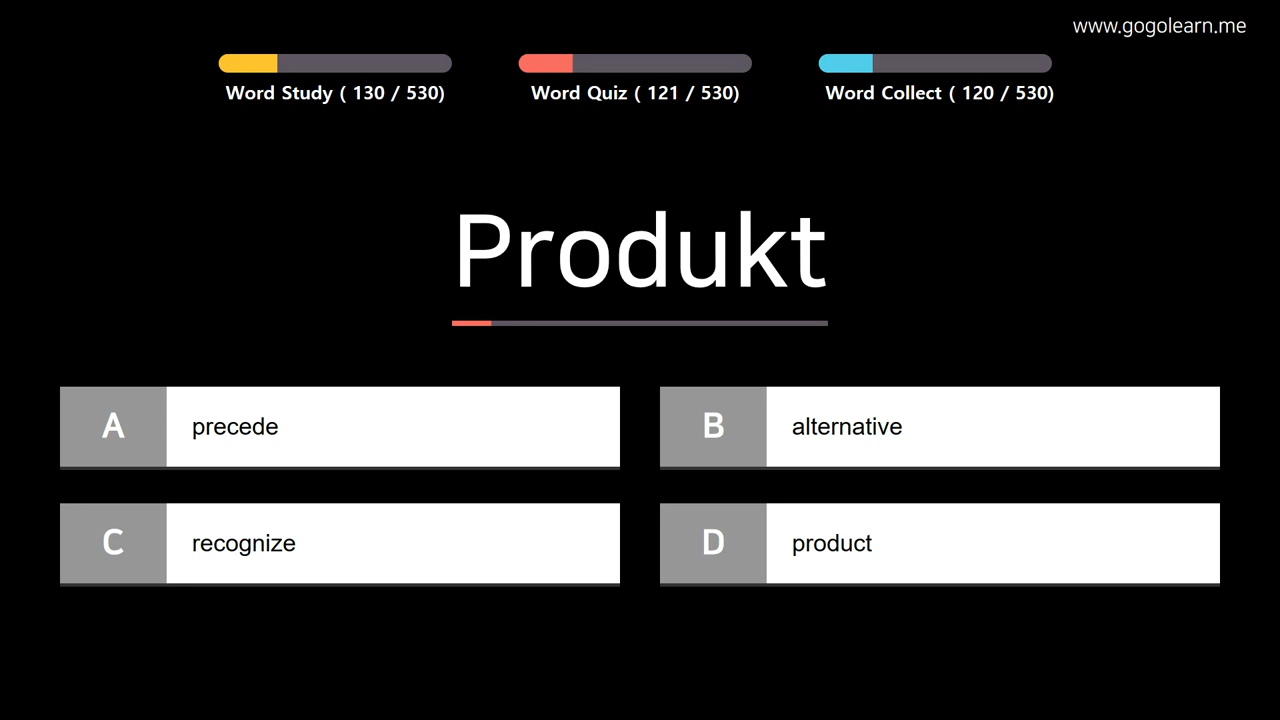 www.gogolearn.me
Word Study ( 130 / 530)
Word Quiz ( 121 / 530)
Word Collect ( 120 / 530)
Produkt
A precede
B alternative
C recognize
D product